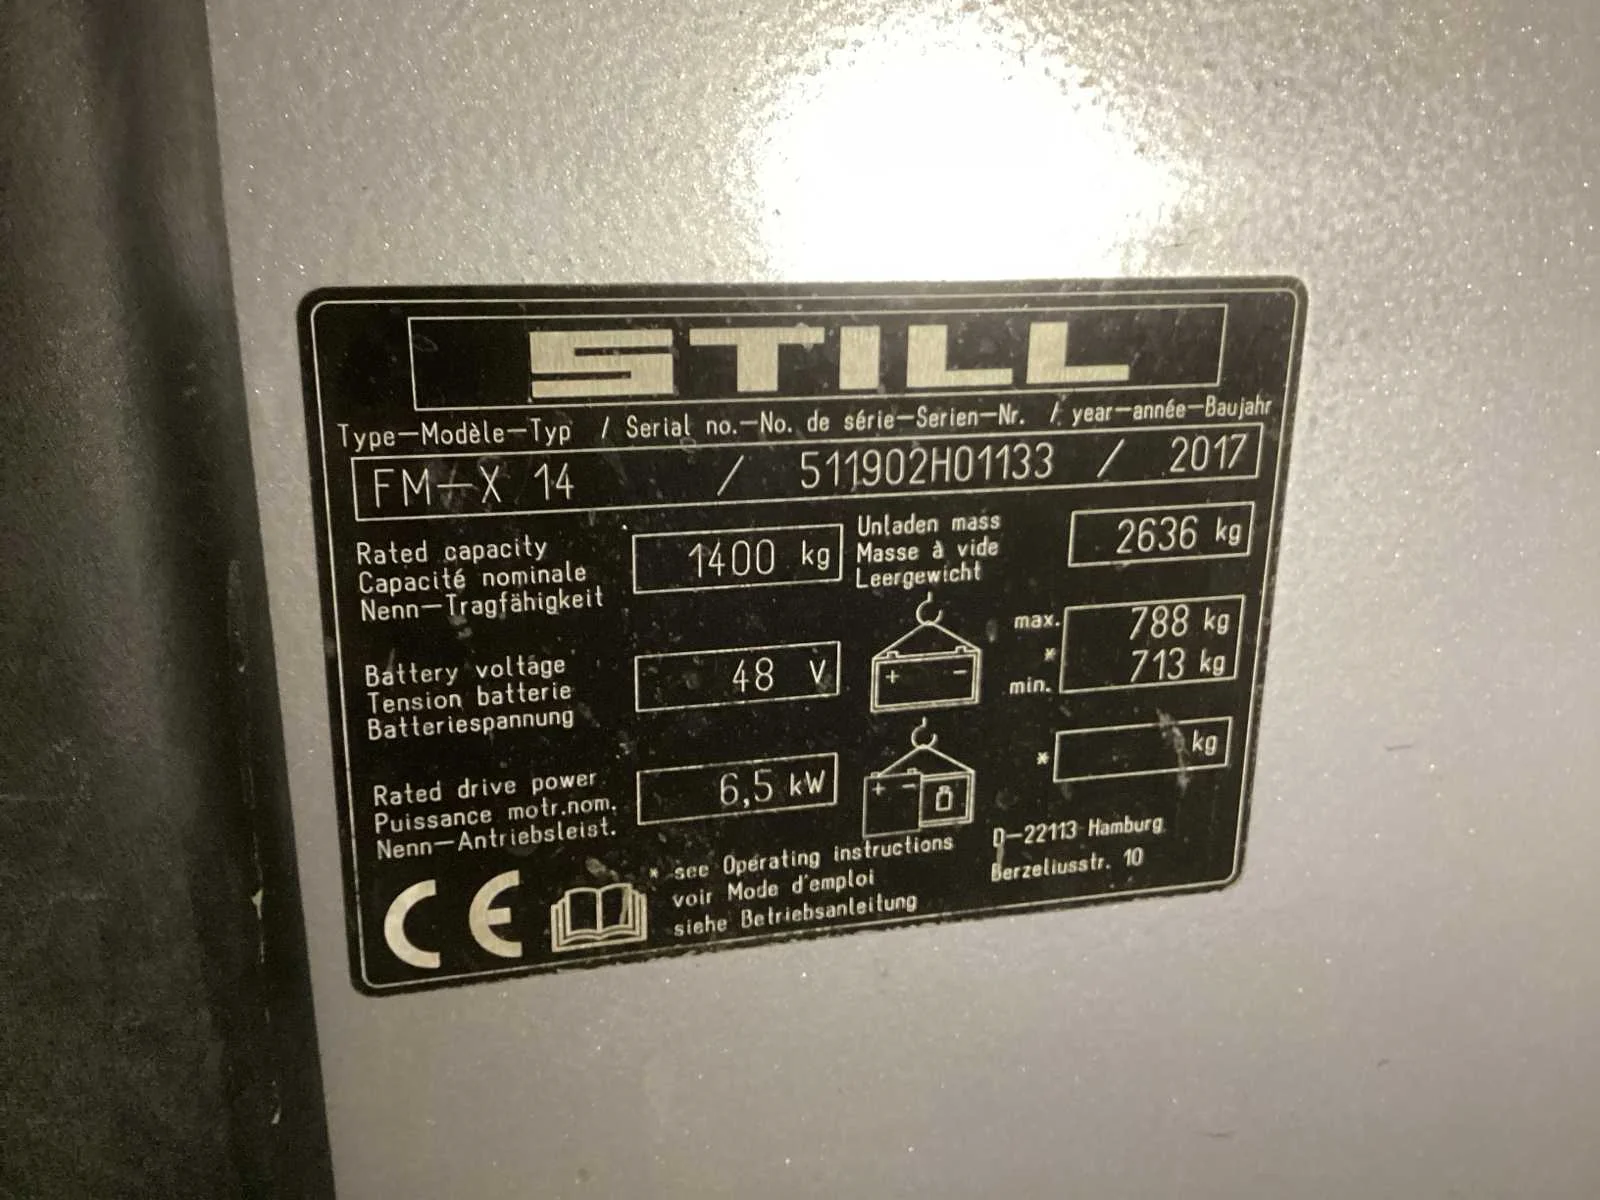 STILL
Type—Modèle—Typ / Serial no.—No. de série—Serien—Nr. / year—année—Baujahr
FM—X 14 / 511902H01133 / 2017
Rated capacity
Capacité nominale
Nenn—Tragfähigkeit
1400 kg
Unladen mass
Masse à vide
Leergewicht
2636 kg
Battery voltage
Tension batterie
Batteriespannung
48 V
+ −
max. 788 kg
*
min. 713 kg
Rated drive power
Puissance motr.nom.
Nenn—Antriebsleist.
6,5 kW
+ −
* kg
CE
* see Operating instructions
voir Mode d'emploi
siehe Betriebsanleitung
D—22113 Hamburg
Berzeliusstr. 10